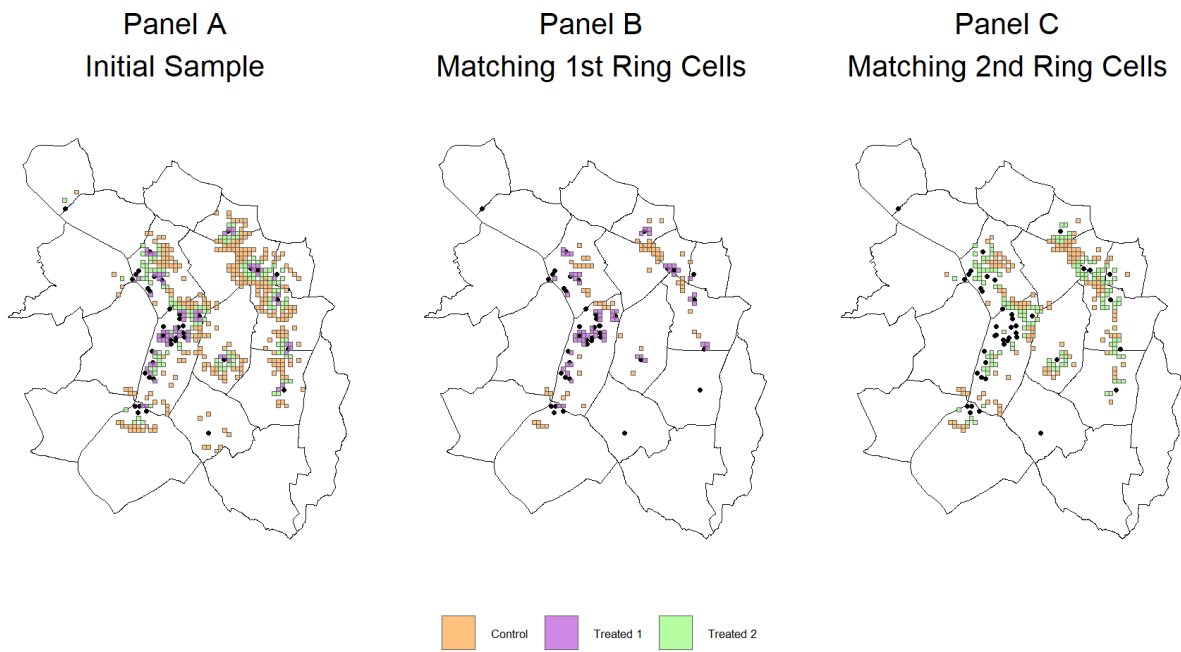 Panel A
Initial Sample
Panel B
Matching 1st Ring Cells
Panel C
Matching 2nd Ring Cells
Control
Treated 1
Treated 2